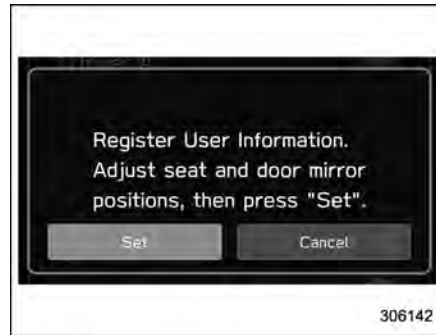 Register User Information.
Adjust seat and door mirror
positions, then press "Set".
Set
Cancel
306142